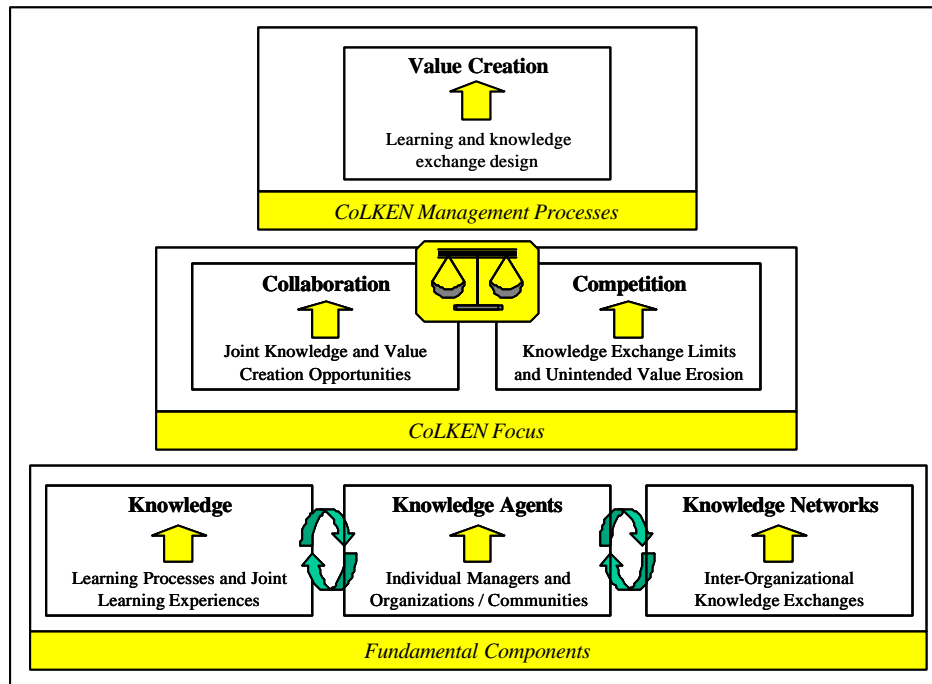 Value Creation
Learning and knowledge
exchange design
CoLKEN Management Processes
Collaboration
Joint Knowledge and Value
Creation Opportunities
Competition
Knowledge Exchange Limits
and Unintended Value Erosion
CoLKEN Focus
Knowledge
Learning Processes and Joint
Learning Experiences
Knowledge Agents
Individual Managers and
Organizations / Communities
Knowledge Networks
Inter-Organizational
Knowledge Exchanges
Fundamental Components